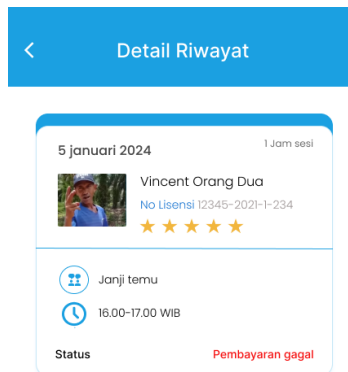 Detail Riwayat
5 januari 2024
1 Jam sesi
Vincent Orang Dua
No Lisensi 12345-2021-1-234
Janji temu
16.00-17.00 WIB
Status
Pembayaran gagal